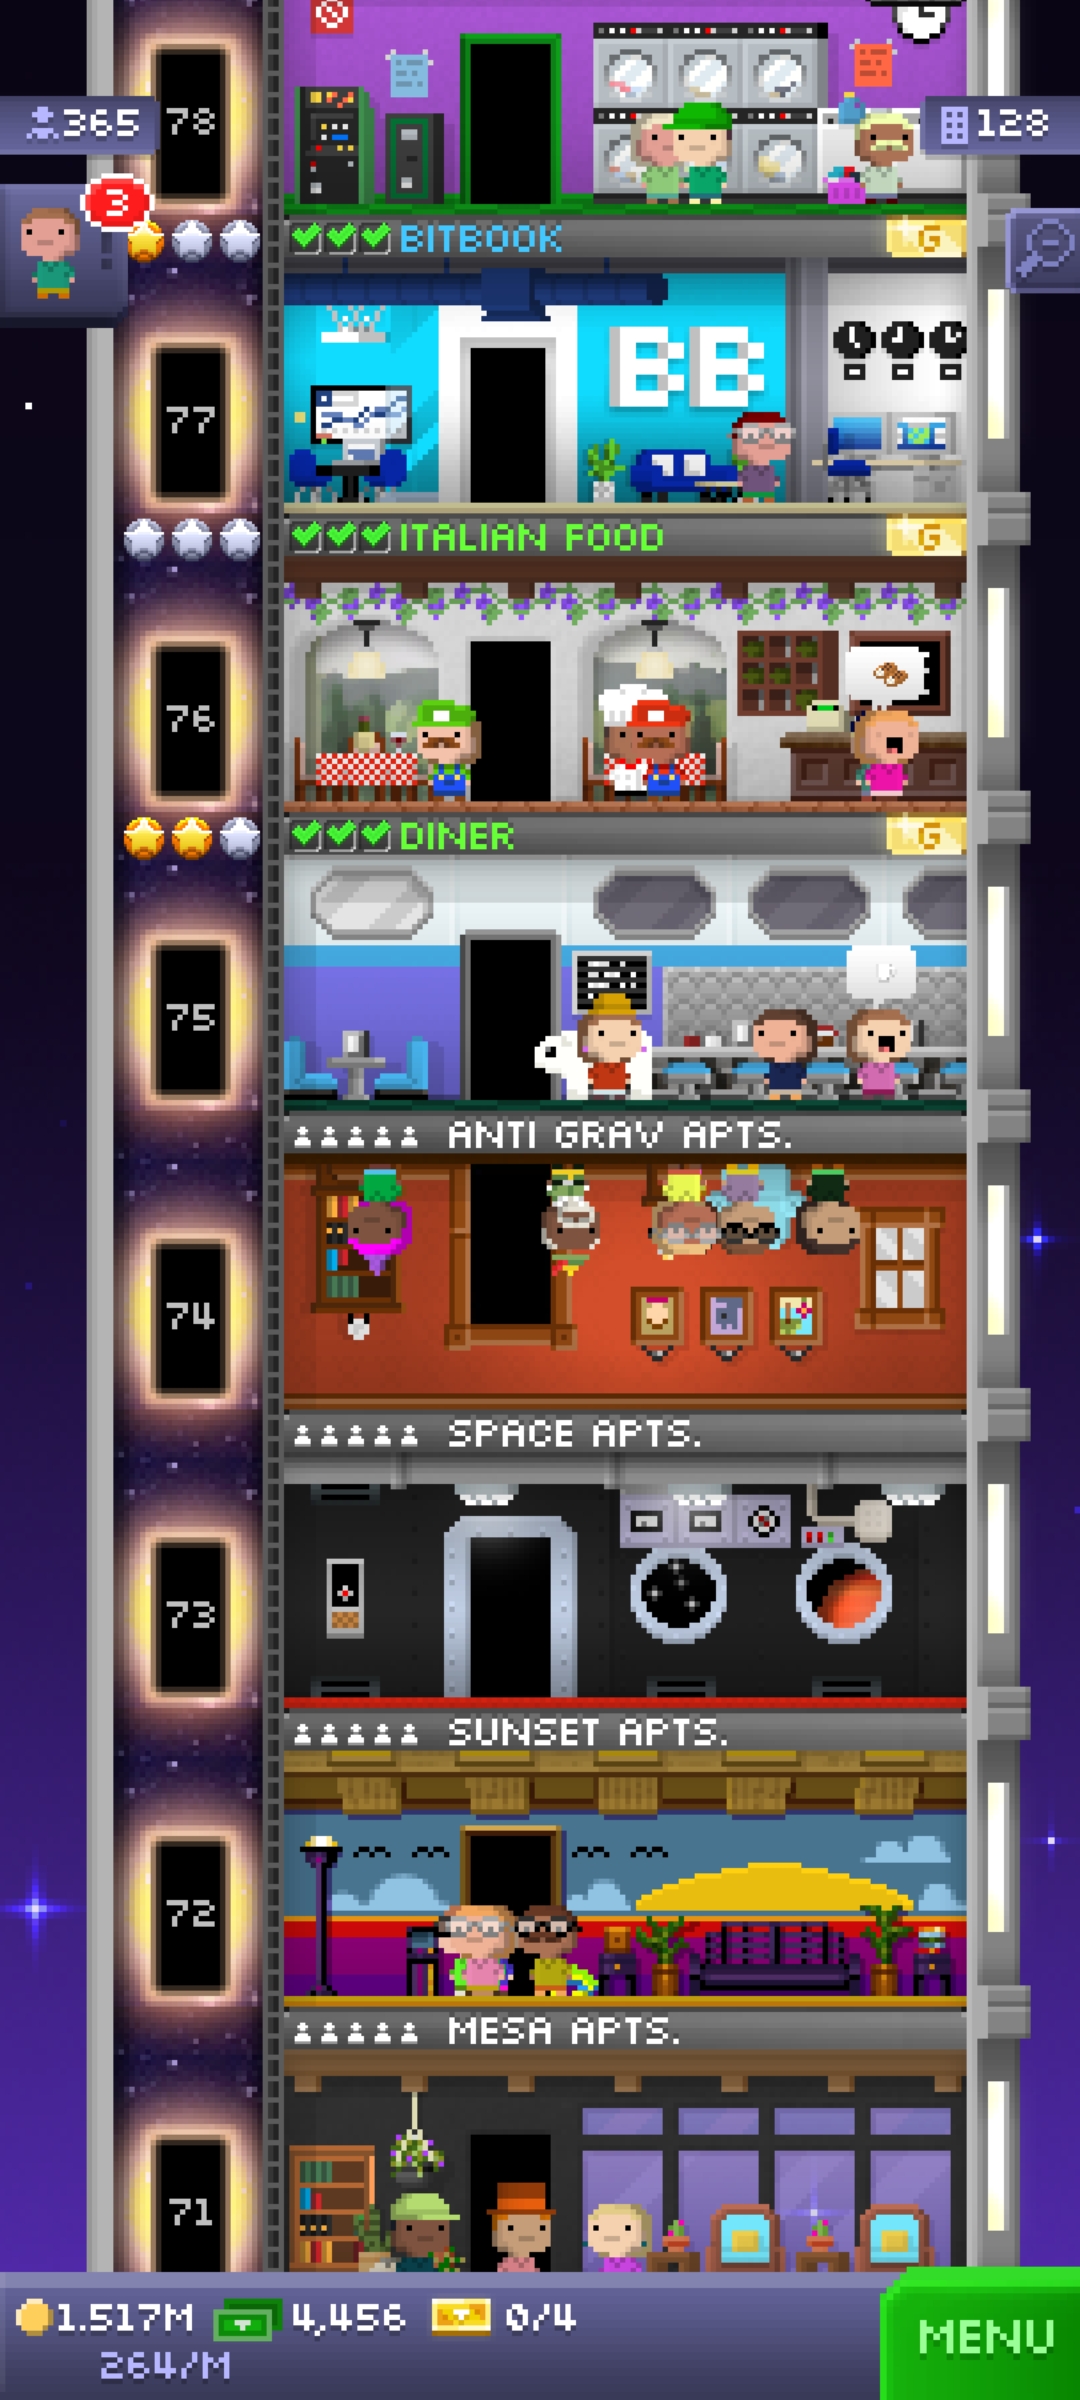 78
365
128
3
BITBOOK
G
BB
77
ITALIAN FOOD
G
76
DINER
G
75
ANTI GRAV APTS.
74
SPACE APTS.
73
SUNSET APTS.
72
MESA APTS.
71
1.517M
4,456
0/4
264/M
MENU